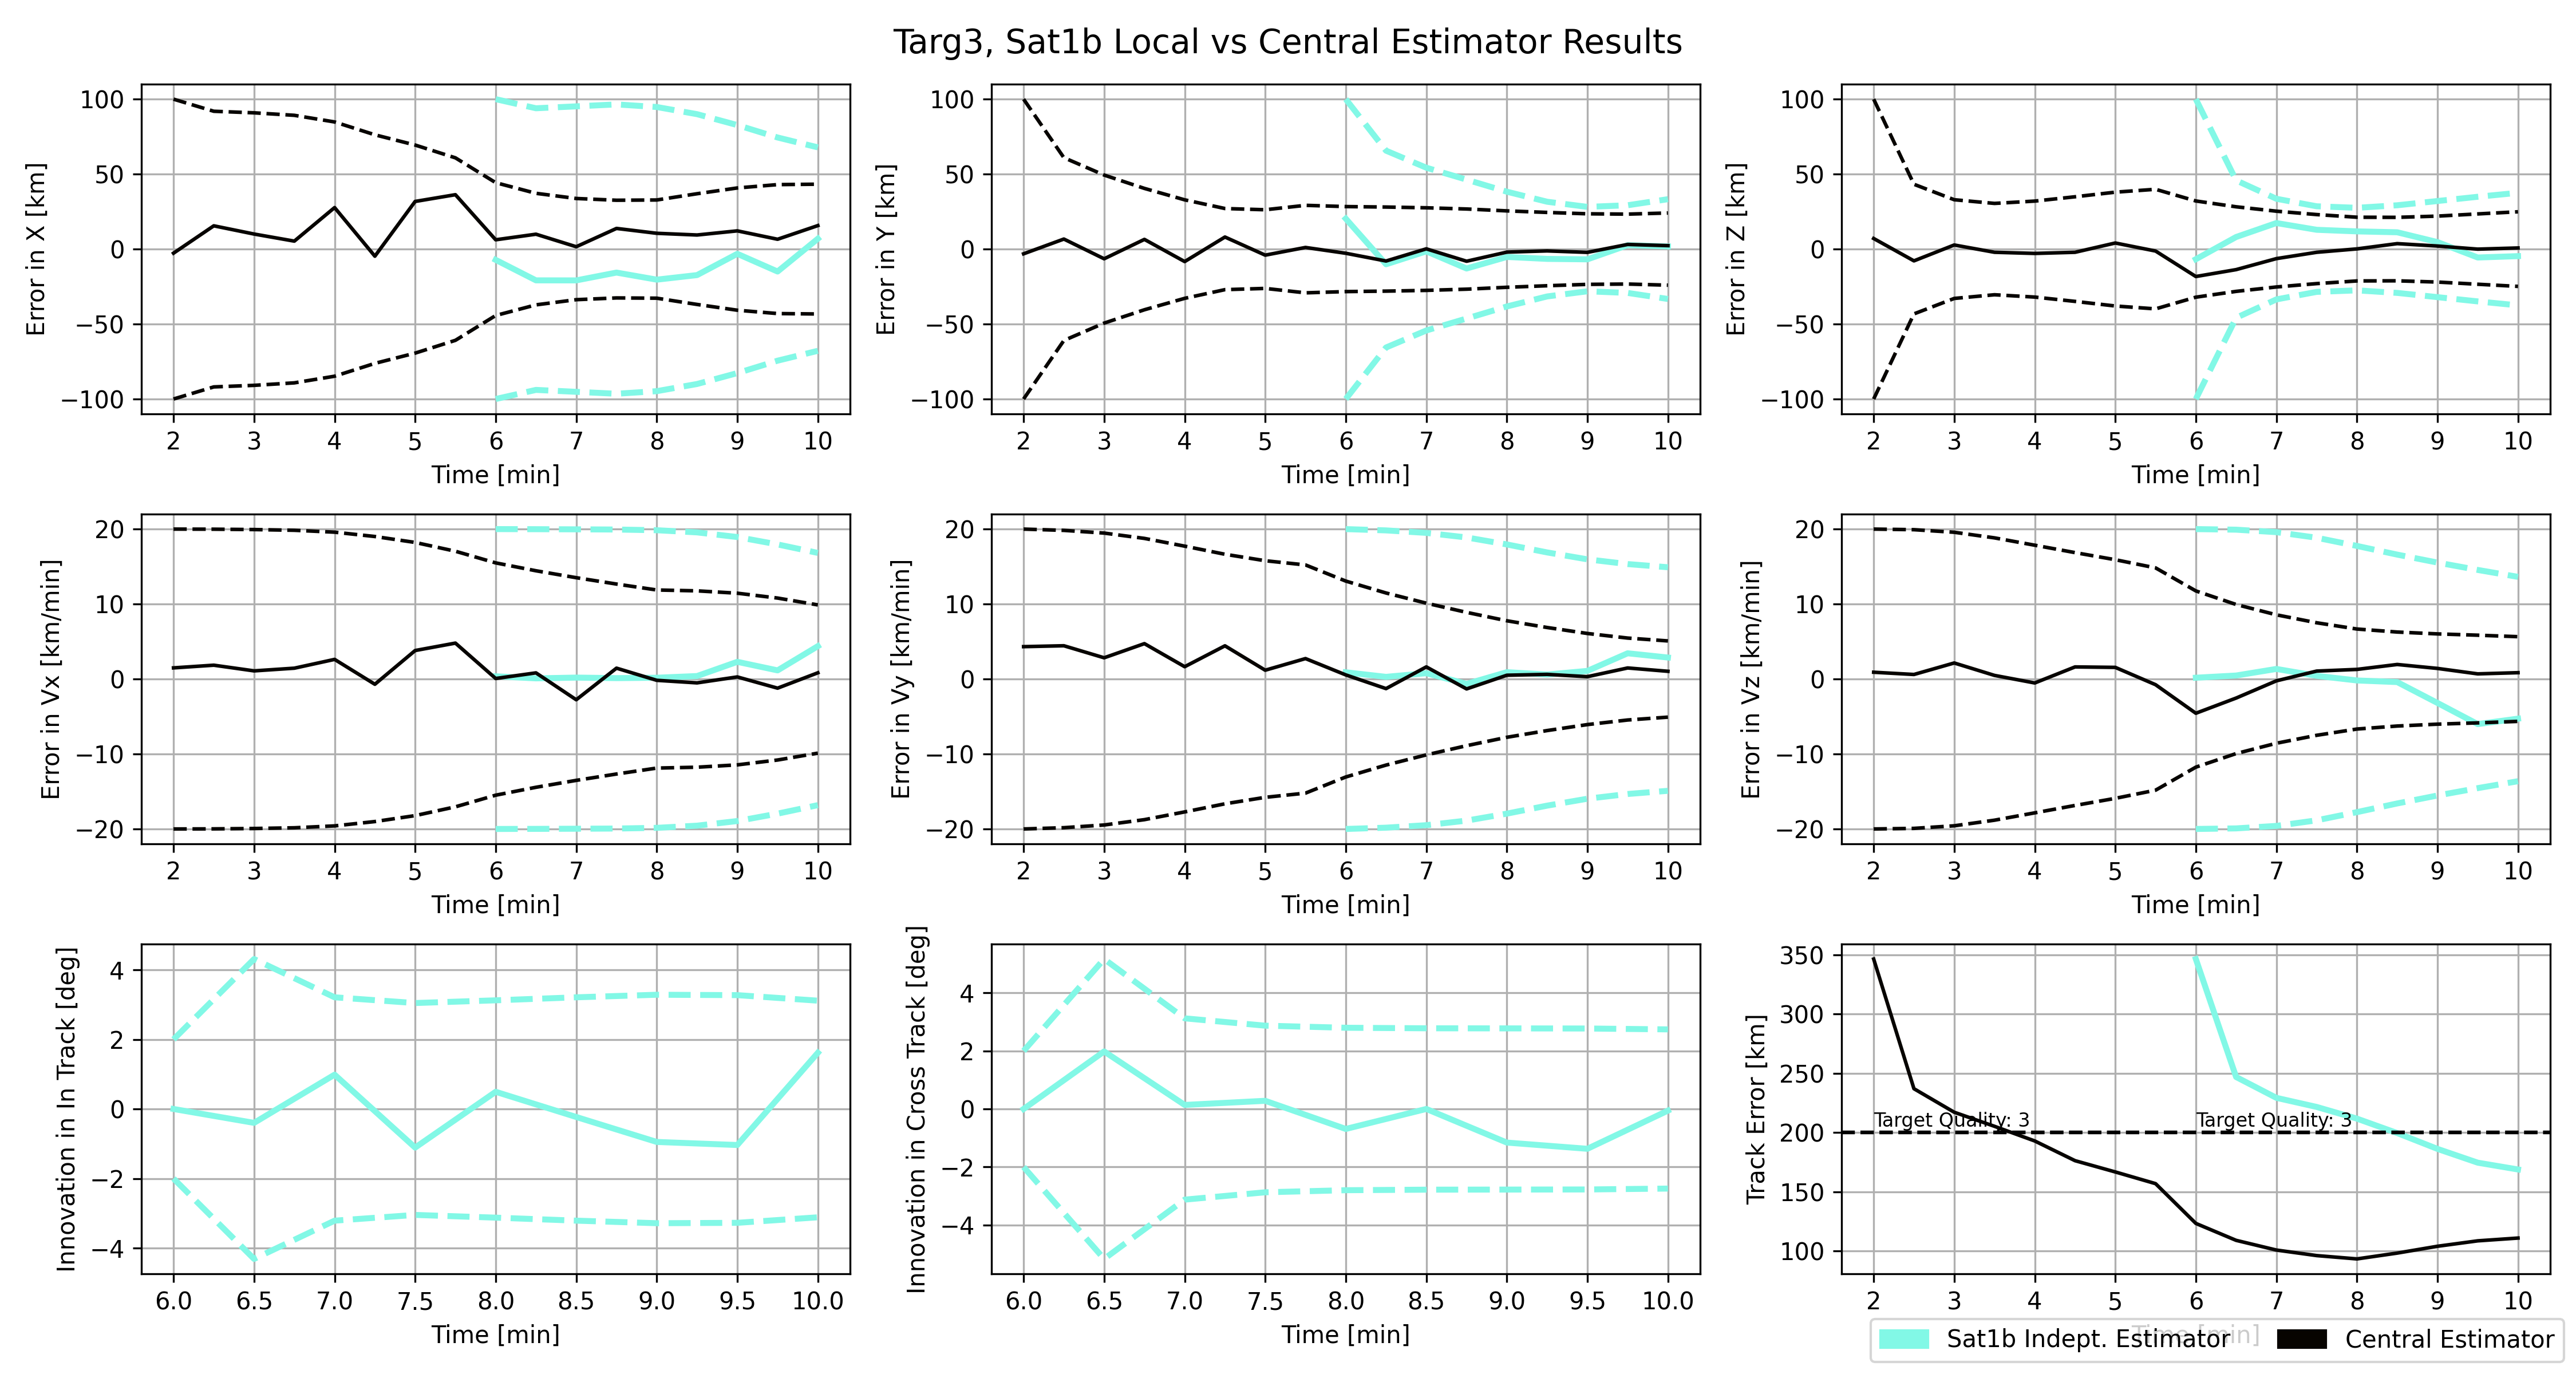 Targ3, Sat1b Local vs Central Estimator Results
Error in X [km]
100
50
0
−50
−100
2 3 4 5 6 7 8 9 10
Time [min]
Error in Y [km]
100
50
0
−50
−100
2 3 4 5 6 7 8 9 10
Time [min]
Error in Z [km]
100
50
0
−50
−100
2 3 4 5 6 7 8 9 10
Time [min]
Error in Vx [km/min]
20
10
0
−10
−20
2 3 4 5 6 7 8 9 10
Time [min]
Error in Vy [km/min]
20
10
0
−10
−20
2 3 4 5 6 7 8 9 10
Time [min]
Error in Vz [km/min]
20
10
0
−10
−20
2 3 4 5 6 7 8 9 10
Time [min]
Innovation in In Track [deg]
4
2
0
−2
−4
6.0 6.5 7.0 7.5 8.0 8.5 9.0 9.5 10.0
Time [min]
Innovation in Cross Track [deg]
4
2
0
−2
−4
6.0 6.5 7.0 7.5 8.0 8.5 9.0 9.5 10.0
Time [min]
Track Error [km]
350
300
250
200
150
100
Target Quality: 3
Target Quality: 3
2 3 4 5 6 7 8 9 10
Time [min]
Sat1b Indept. Estimator
Central Estimator